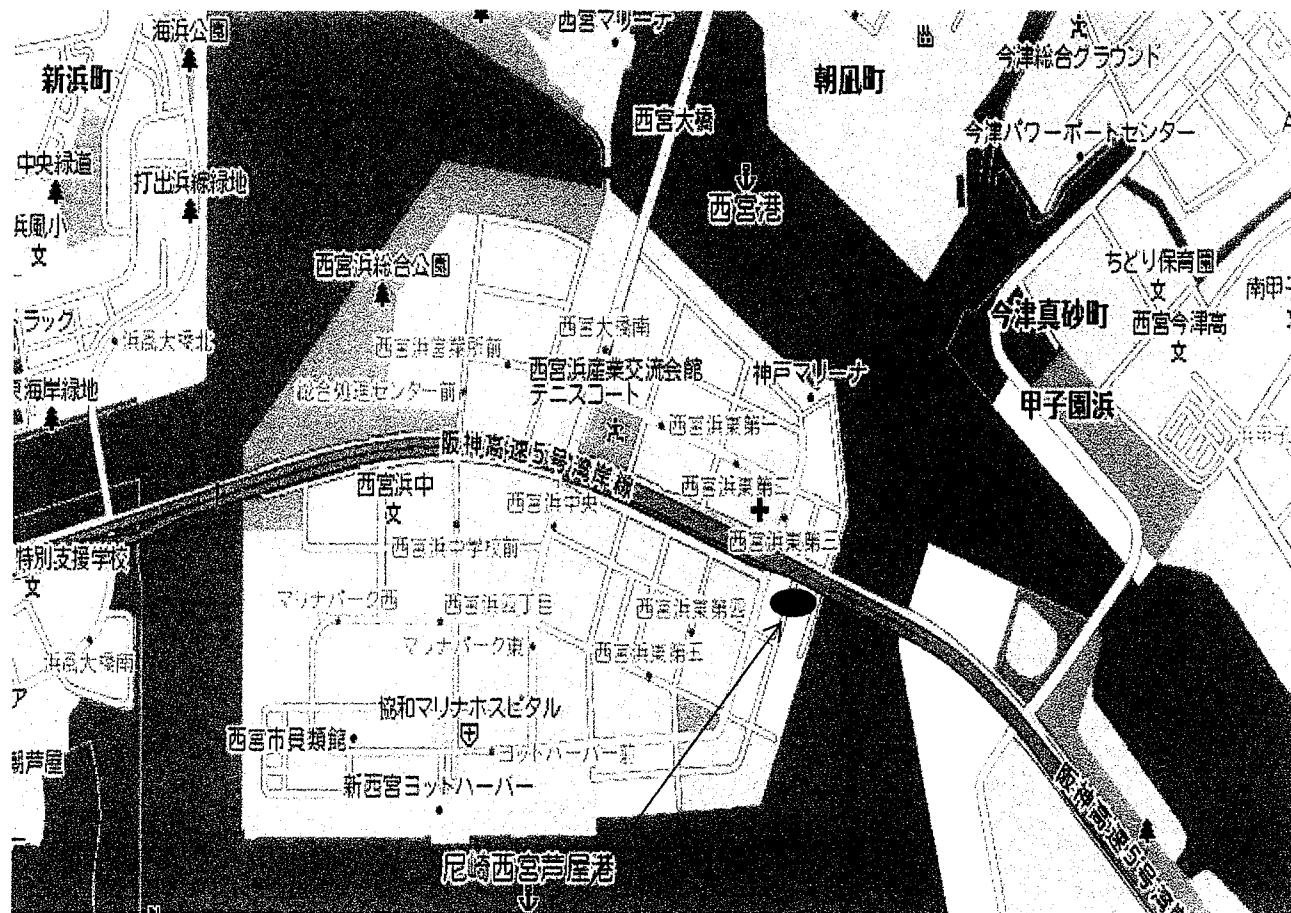 海浜公園
西宮マリーナ
今津総合グラウンド
新浜町
朝凪町
西宮大橋
今津パワーボートセンター
中央緑道
打出浜線緑地
西宮港
浜風小
文
西宮浜総合公園
ちどり保育園
文
南甲子
今津真砂町
西宮今津高
文
ラック
浜風大橋北
西宮大橋南
西宮浜営業所前
西宮浜産業交流会館
テニスコート
神戸マリーナ
東海岸緑地
総合処理センター前
甲子園浜
西宮浜東第一
阪神高速5号湾岸線
西宮浜中
文
西宮浜東第二
西宮浜中央
西宮浜中学校前
西宮浜東第三
特別支援学校
文
マリナパーク西
西宮浜四丁目
西宮浜東第四
マリナパーク東
西宮浜東第五
浜風大橋南
ア
協和マリナホスピタル
西宮市貝類館
ヨットハーバー前
潮芦屋
新西宮ヨットハーバー
阪神高速5号湾岸
尼崎西宮芦屋港